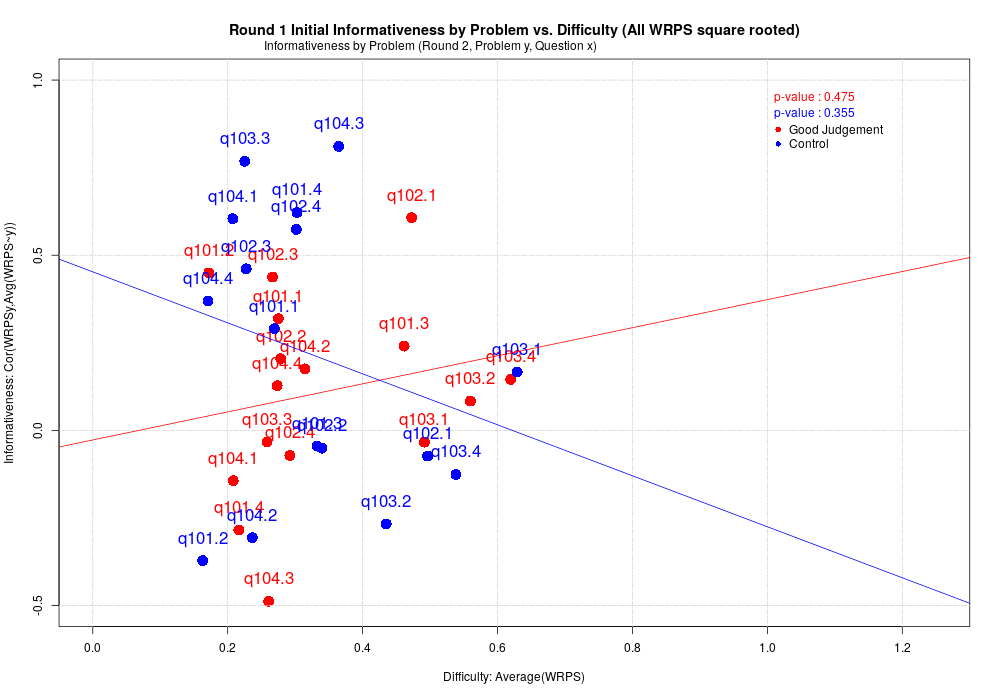 Round 1 Initial Informativeness by Problem vs. Difficulty (All WRPS square rooted)
Informativeness by Problem (Round 2, Problem y, Question x)
p-value : 0.475
p-value : 0.355
Good Judgement
Control
Informativeness: Cor(WRPSy,Avg(WRPS~y))
1.0
0.5
0.0
-0.5
q104.3
q103.3
q101.4
q104.1
q102.1
q102.4
q102.3
q101.2
q102.3
q104.4
q101.1
q101.1
q101.3
q102.2
q104.2
q103.1
q103.4
q104.4
q103.2
q103.3
q101.3
q102.2
q103.1
q102.4
q102.1
q103.4
q104.1
q103.2
q101.4
q104.2
q101.2
q104.3
0.0 0.2 0.4 0.6 0.8 1.0 1.2
Difficulty: Average(WRPS)